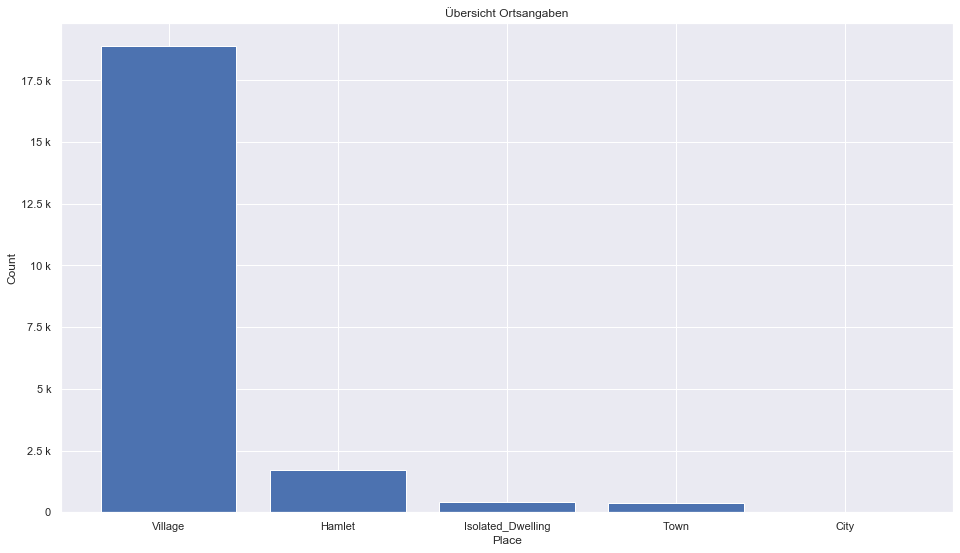 Übersicht Ortsangaben
Count
17.5 k
15 k
12.5 k
10 k
7.5 k
5 k
2.5 k
0
Village Hamlet Isolated_Dwelling Town City
Place